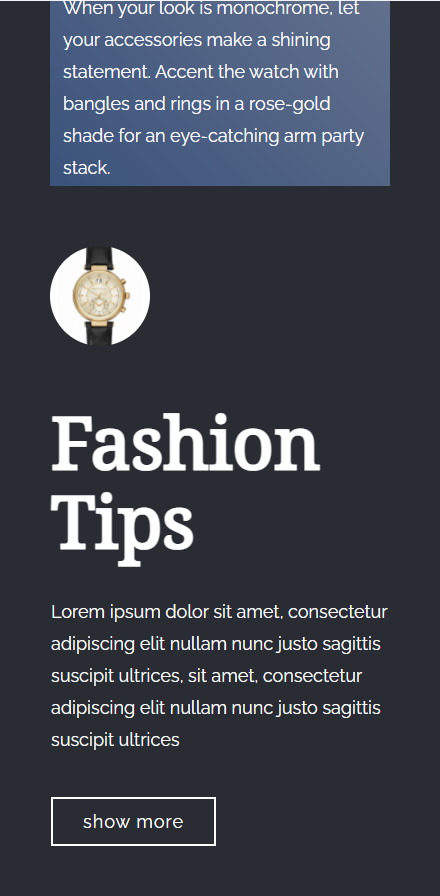 When your look is monochrome, let
your accessories make a shining
statement. Accent the watch with
bangles and rings in a rose-gold
shade for an eye-catching arm party
stack.
Fashion
Tips
Lorem ipsum dolor sit amet, consectetur
adipiscing elit nullam nunc justo sagittis
suscipit ultrices, sit amet, consectetur
adipiscing elit nullam nunc justo sagittis
suscipit ultrices
show more